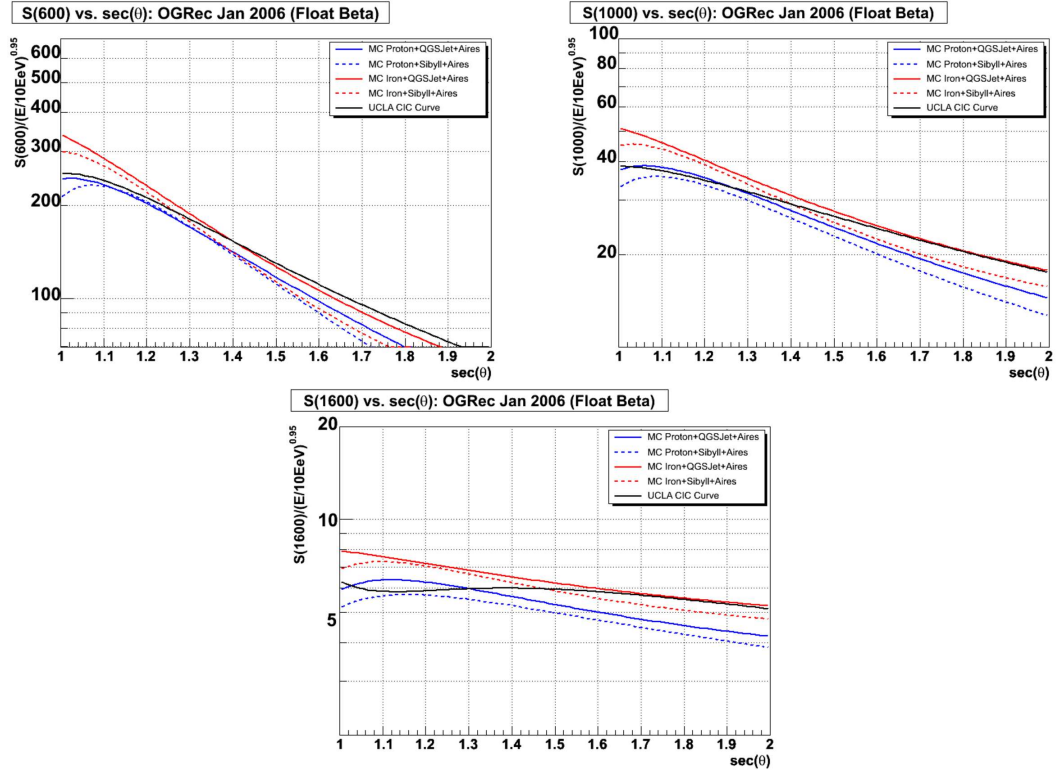 S(600) vs. sec(θ): OGRec Jan 2006 (Float Beta)
S(600)/(E/10EeV)^0.95
600
500
400
300
200
100
MC Proton+QGSJet+Aires
MC Proton+Sibyll+Aires
MC Iron+QGSJet+Aires
MC Iron+Sibyll+Aires
UCLA CIC Curve
1 1.1 1.2 1.3 1.4 1.5 1.6 1.7 1.8 1.9 2
sec(θ)
S(1000) vs. sec(θ): OGRec Jan 2006 (Float Beta)
S(1000)/(E/10EeV)^0.95
100
80
60
40
20
MC Proton+QGSJet+Aires
MC Proton+Sibyll+Aires
MC Iron+QGSJet+Aires
MC Iron+Sibyll+Aires
UCLA CIC Curve
1 1.1 1.2 1.3 1.4 1.5 1.6 1.7 1.8 1.9 2
sec(θ)
S(1600) vs. sec(θ): OGRec Jan 2006 (Float Beta)
S(1600)/(E/10EeV)^0.95
20
10
5
MC Proton+QGSJet+Aires
MC Proton+Sibyll+Aires
MC Iron+QGSJet+Aires
MC Iron+Sibyll+Aires
UCLA CIC Curve
1 1.1 1.2 1.3 1.4 1.5 1.6 1.7 1.8 1.9 2
sec(θ)